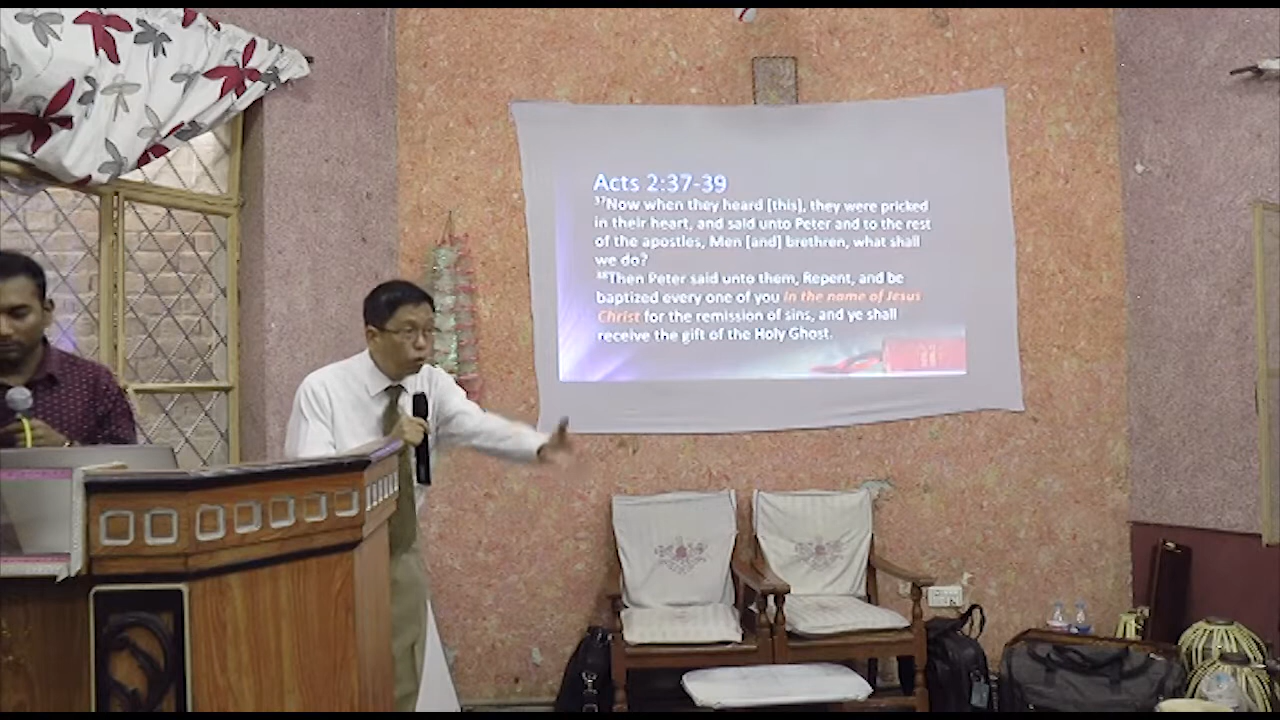 Acts 2:37-39
³⁷Now when they heard [this], they were pricked
in their heart, and said unto Peter and to the rest
of the apostles, Men [and] brethren, what shall
we do?
³⁸Then Peter said unto them, Repent, and be
baptized every one of you in the name of Jesus
Christ for the remission of sins, and ye shall
receive the gift of the Holy Ghost.